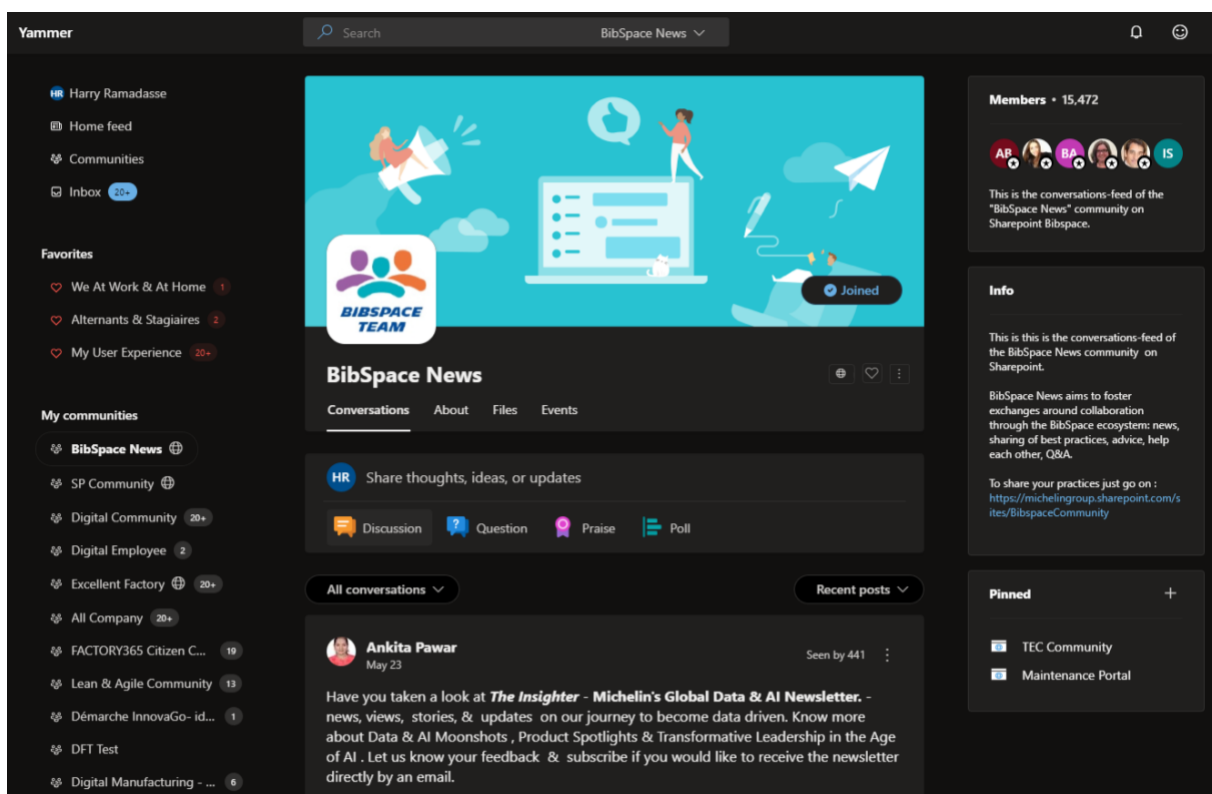 Yammer
Search
BibSpace News
HR Harry Ramadasse
Home feed
Communities
Inbox 20+
Favorites
We At Work & At Home 1
Alternants & Stagiaires 2
My User Experience 20+
My communities
BibSpace News
SP Community
Digital Community 20+
Digital Employee 2
Excellent Factory 20+
All Company 20+
FACTORY365 Citizen C... 19
Lean & Agile Community 13
Démarche InnovaGo- id... 1
DFT Test
Digital Manufacturing - ... 6
BIBSPACE
TEAM
Joined
BibSpace News
Conversations About Files Events
HR Share thoughts, ideas, or updates
Discussion ? Question Praise Poll
All conversations Recent posts
Ankita Pawar
May 23
Seen by 441
Have you taken a look at The Insighter - Michelin's Global Data & AI Newsletter. -
news, views, stories, & updates on our journey to become data driven. Know more
about Data & AI Moonshots , Product Spotlights & Transformative Leadership in the Age
of AI . Let us know your feedback & subscribe if you would like to receive the newsletter
directly by an email.
Members • 15,472
AB BA IS
This is the conversations-feed of the
"BibSpace News" community on
Sharepoint Bibspace.
Info
This is this is the conversations-feed of
the BibSpace News community on
Sharepoint.
BibSpace News aims to foster
exchanges around collaboration
through the BibSpace ecosystem: news,
sharing of best practices, advice, help
each other, Q&A.
To share your practices just go on :
https://michelingroup.sharepoint.com/s
ites/BibspaceCommunity
Pinned +
TEC Community
Maintenance Portal